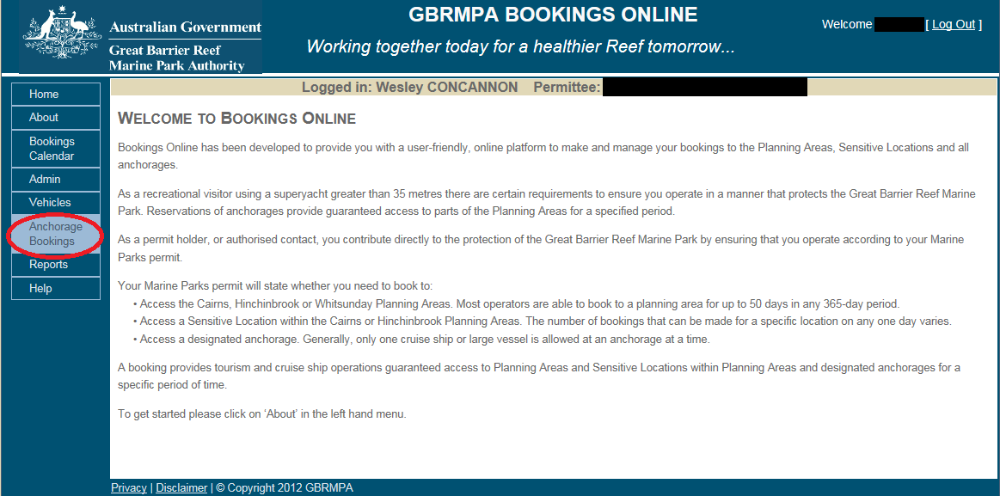 Australian Government
Great Barrier Reef
Marine Park Authority
GBRMPA BOOKINGS ONLINE
Working together today for a healthier Reef tomorrow...
Welcome [ Log Out ]
Logged in: Wesley CONCANNON Permittee:
Home
About
Bookings
Calendar
Admin
Vehicles
Anchorage
Bookings
Reports
Help
WELCOME TO BOOKINGS ONLINE
Bookings Online has been developed to provide you with a user-friendly, online platform to make and manage your bookings to the Planning Areas, Sensitive Locations and all
anchorages.
As a recreational visitor using a superyacht greater than 35 metres there are certain requirements to ensure you operate in a manner that protects the Great Barrier Reef Marine
Park. Reservations of anchorages provide guaranteed access to parts of the Planning Areas for a specified period.
As a permit holder, or authorised contact, you contribute directly to the protection of the Great Barrier Reef Marine Park by ensuring that you operate according to your Marine
Parks permit.
Your Marine Parks permit will state whether you need to book to:
• Access the Cairns, Hinchinbrook or Whitsunday Planning Areas. Most operators are able to book to a planning area for up to 50 days in any 365-day period.
• Access a Sensitive Location within the Cairns or Hinchinbrook Planning Areas. The number of bookings that can be made for a specific location on any one day varies.
• Access a designated anchorage. Generally, only one cruise ship or large vessel is allowed at an anchorage at a time.
A booking provides tourism and cruise ship operations guaranteed access to Planning Areas and Sensitive Locations within Planning Areas and designated anchorages for a
specific period of time.
To get started please click on 'About' in the left hand menu.
Privacy | Disclaimer | © Copyright 2012 GBRMPA